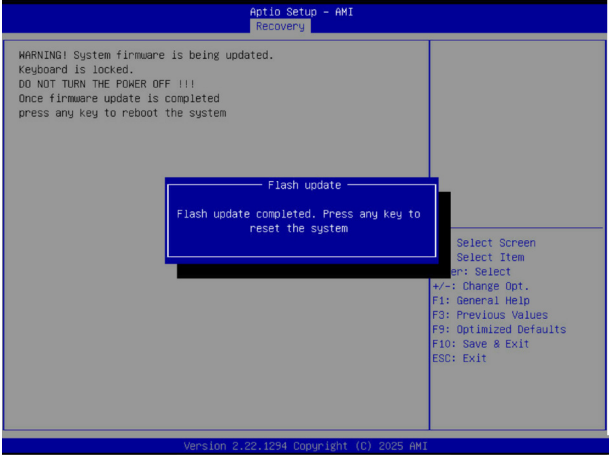 Aptio Setup - AMI
Recovery
WARNING! System firmware is being updated.
Keyboard is locked.
DO NOT TURN THE POWER OFF !!!
Once firmware update is completed
press any key to reboot the system
Flash update
Flash update completed. Press any key to
reset the system
Select Screen
Select Item
er: Select
+/-: Change Opt.
F1: General Help
F3: Previous Values
F9: Optimized Defaults
F10: Save & Exit
ESC: Exit
Version 2.22.1294 Copyright (C) 2025 AMI